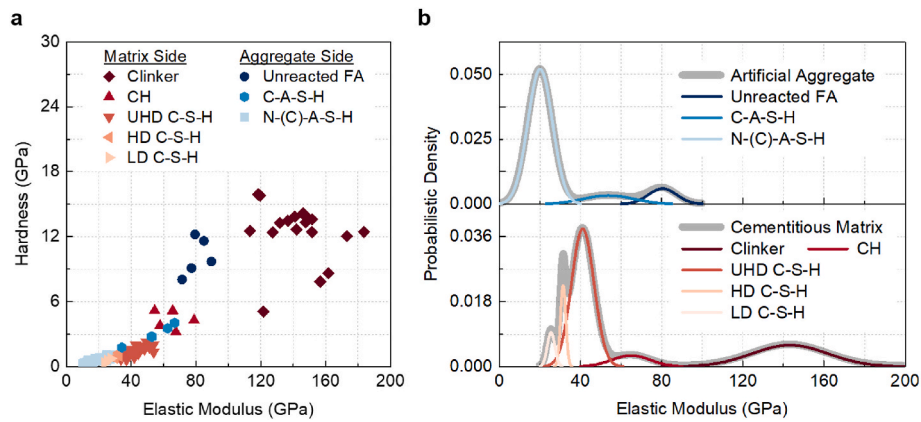 a
b
Matrix Side
Aggregate Side
Clinker
Unreacted FA
CH
C-A-S-H
UHD C-S-H
N-(C)-A-S-H
HD C-S-H
LD C-S-H
Hardness (GPa)
30
24
18
12
6
0
0 40 80 120 160 200
Elastic Modulus (GPa)
Probabilistic Density
0.050
0.025
0.000
Artificial Aggregate
Unreacted FA
C-A-S-H
N-(C)-A-S-H
0.036
0.018
0.000
Cementitious Matrix
Clinker CH
UHD C-S-H
HD C-S-H
LD C-S-H
0 40 80 120 160 200
Elastic Modulus (GPa)